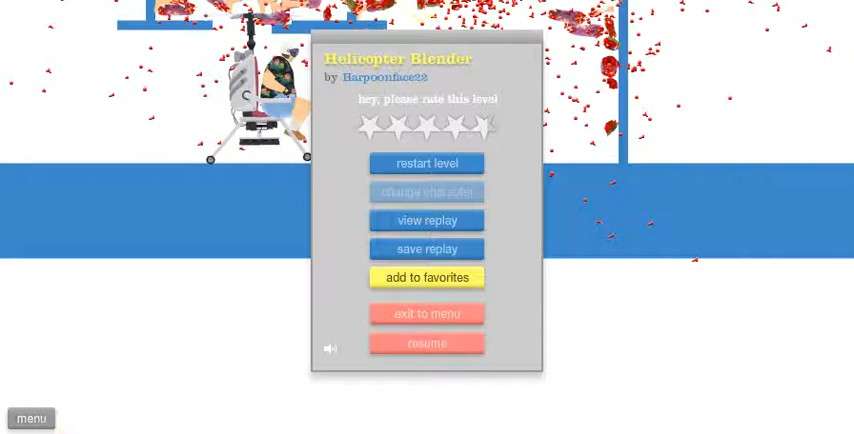 Helicopter Blender
by Harpoonface22
hey, please rate this level
restart level
change character
view replay
save replay
add to favorites
exit to menu
resume
menu